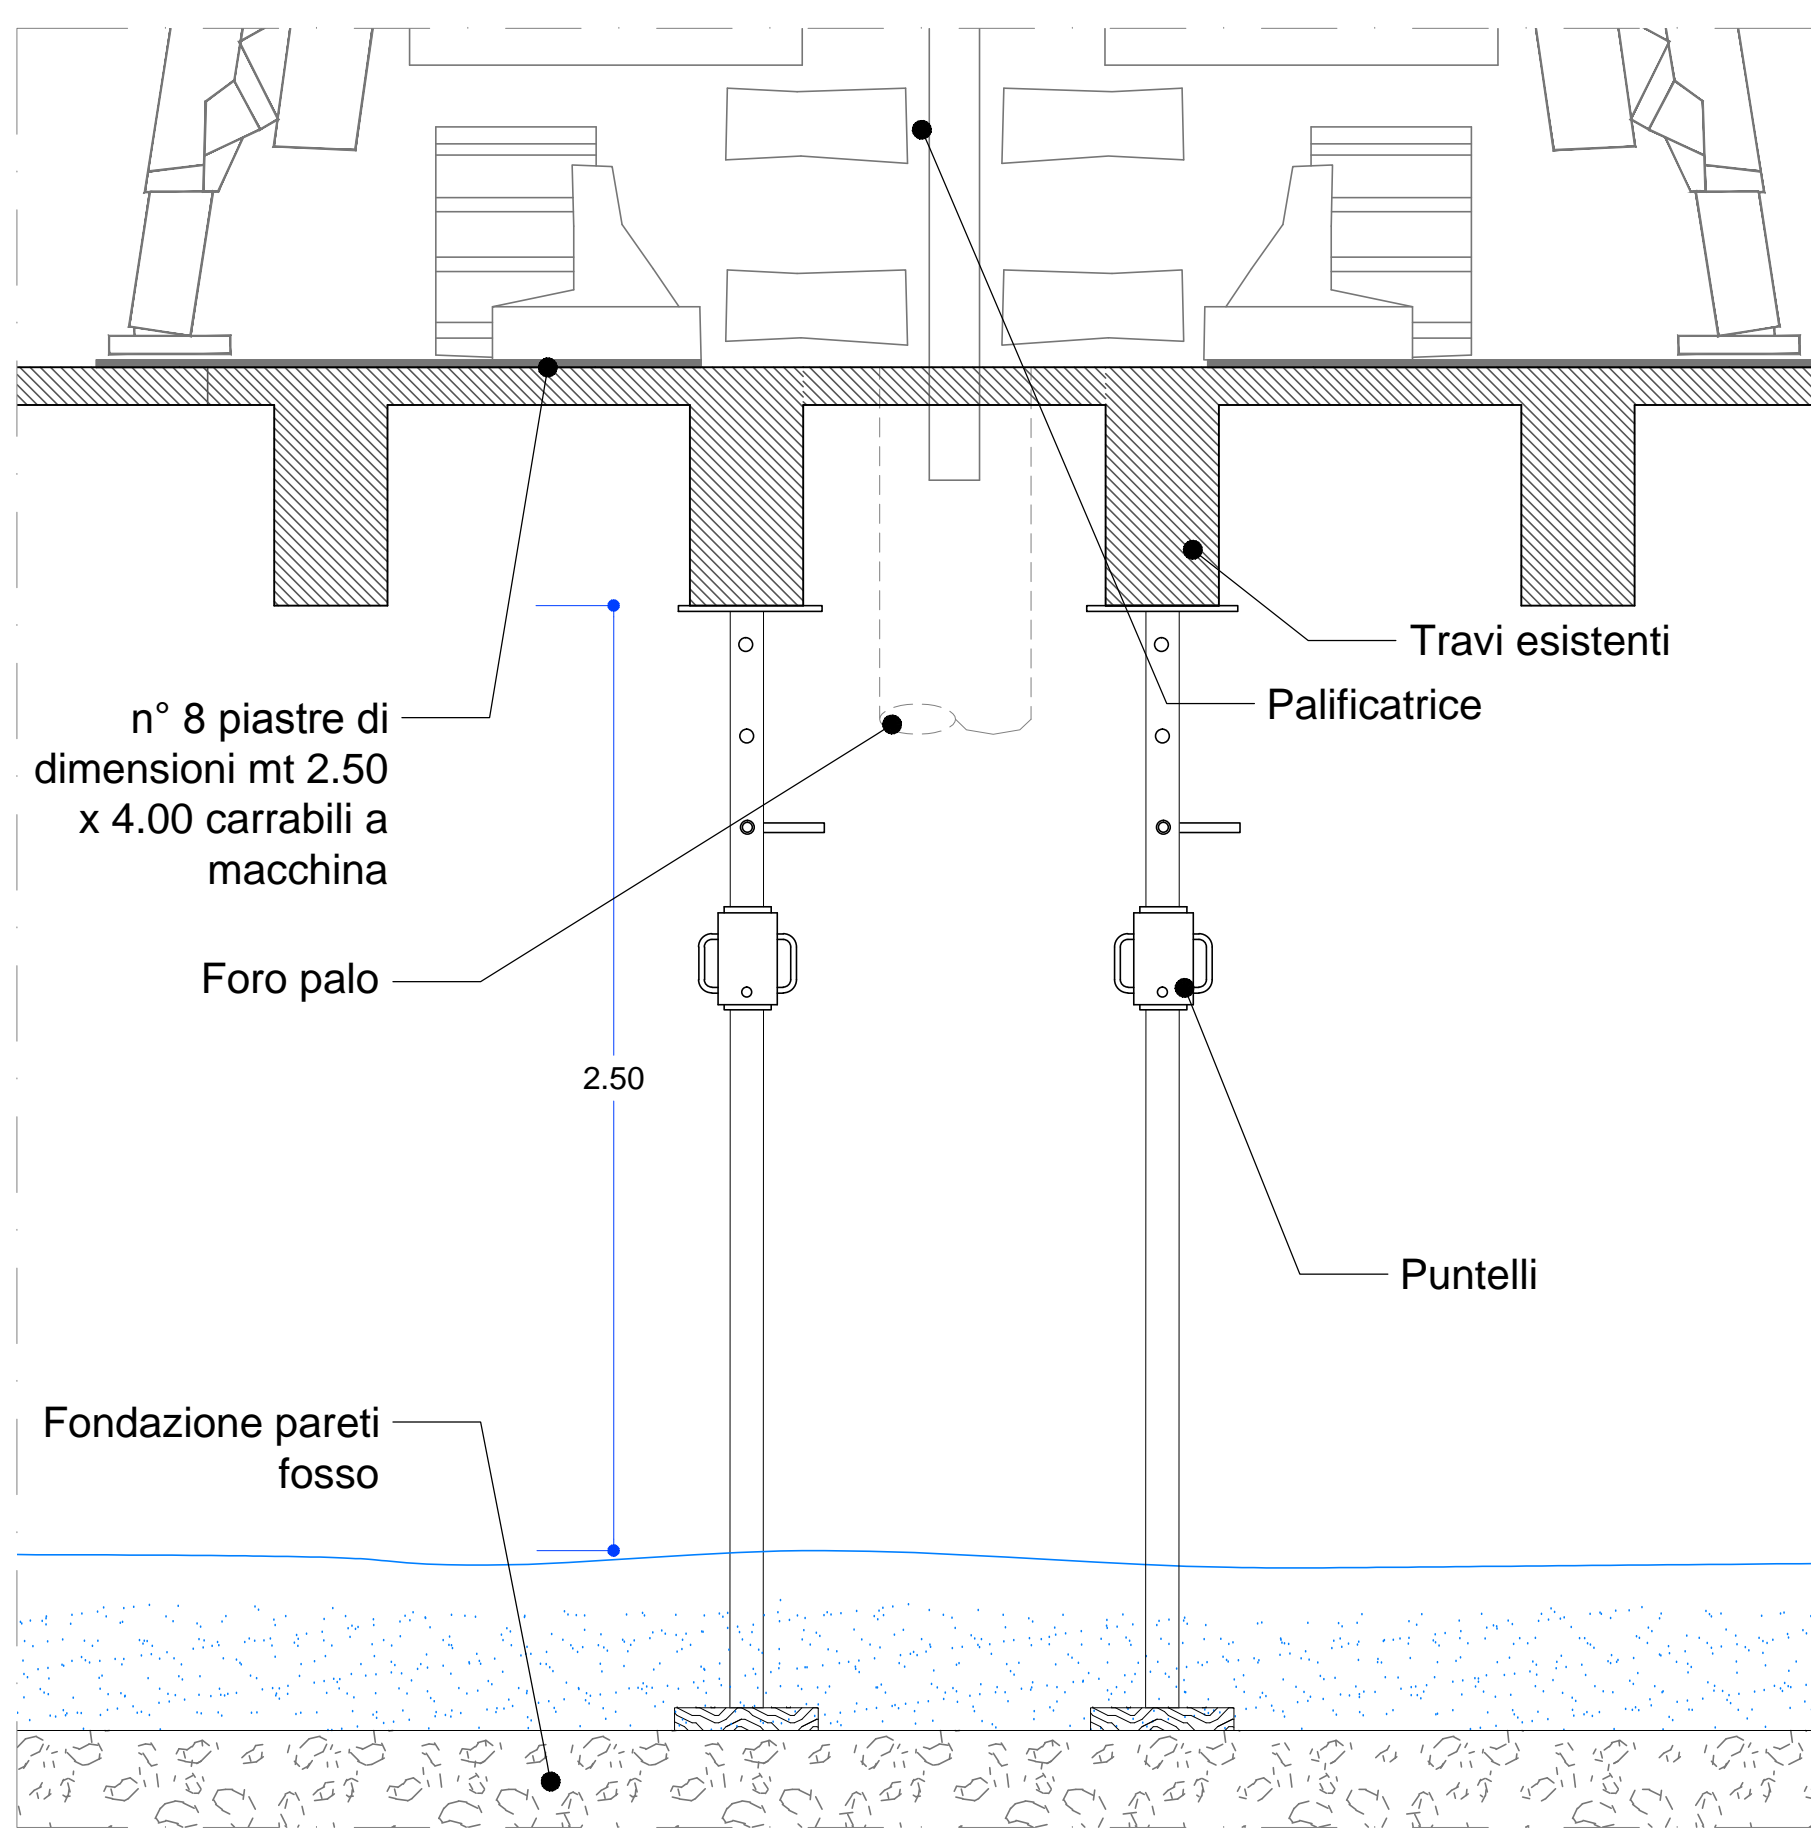 Travi esistenti
Palificatrice
n° 8 piastre di
dimensioni mt 2.50
x 4.00 carrabili a
macchina
Foro palo
2.50
Puntelli
Fondazione pareti
fosso